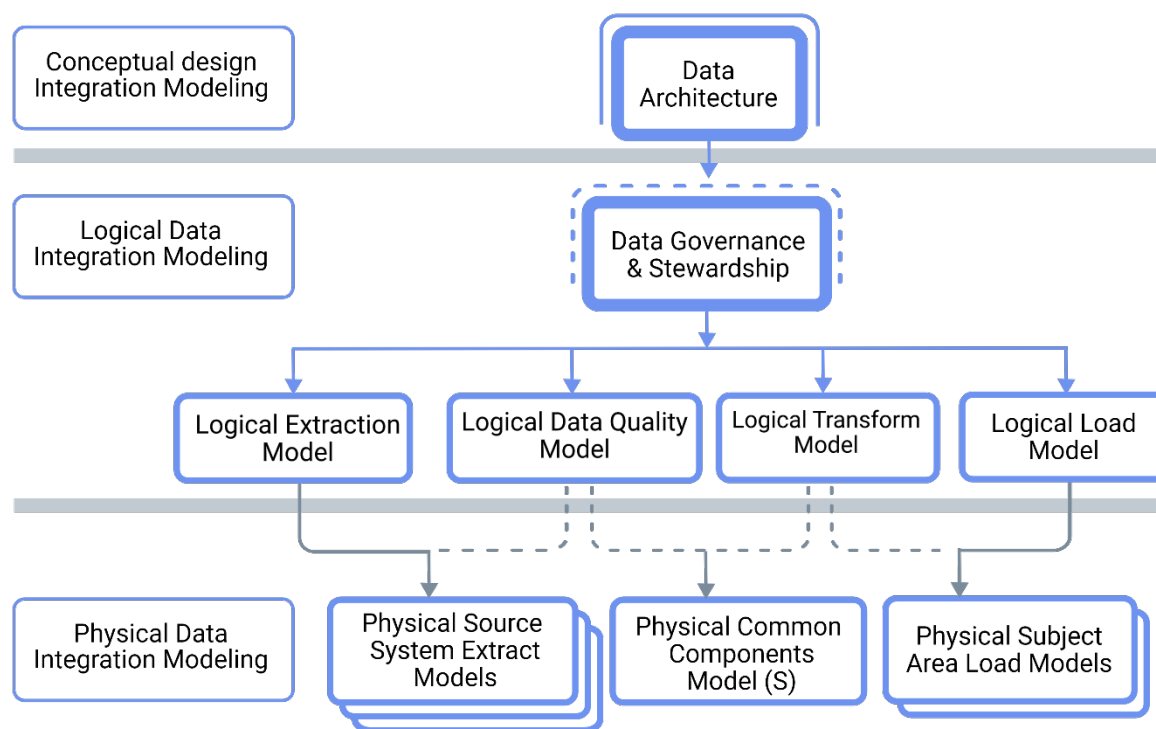 Conceptual design
Integration Modeling
Data
Architecture
Logical Data
Integration Modeling
Data Governance
& Stewardship
Logical Extraction
Model
Logical Data Quality
Model
Logical Transform
Model
Logical Load
Model
Physical Data
Integration Modeling
Physical Source
System Extract
Models
Physical Common
Components
Model (S)
Physical Subject
Area Load Models